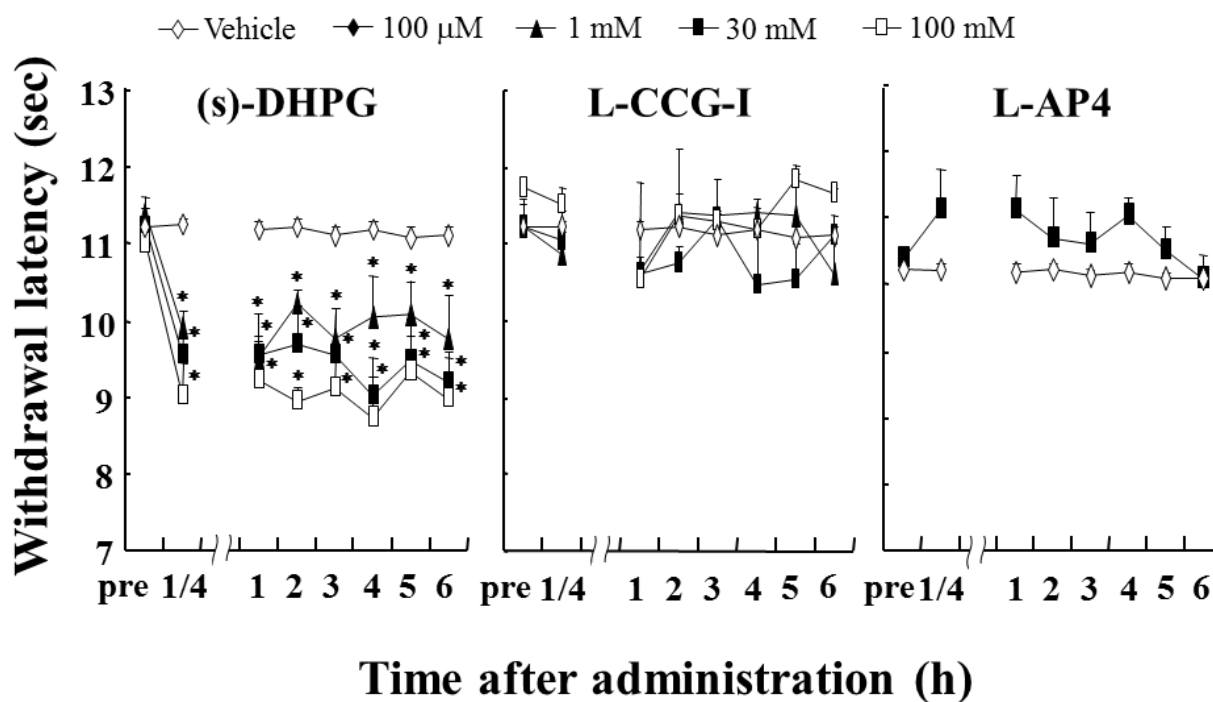 Vehicle 100 μM 1 mM 30 mM 100 mM
Withdrawal latency (sec)
13
12
11
10
9
8
7
(s)-DHPG L-CCG-I L-AP4
* * * * * * * * * * * * * * * * * * * * *
pre 1/4 1 2 3 4 5 6 pre 1/4 1 2 3 4 5 6 pre 1/4 1 2 3 4 5 6
Time after administration (h)